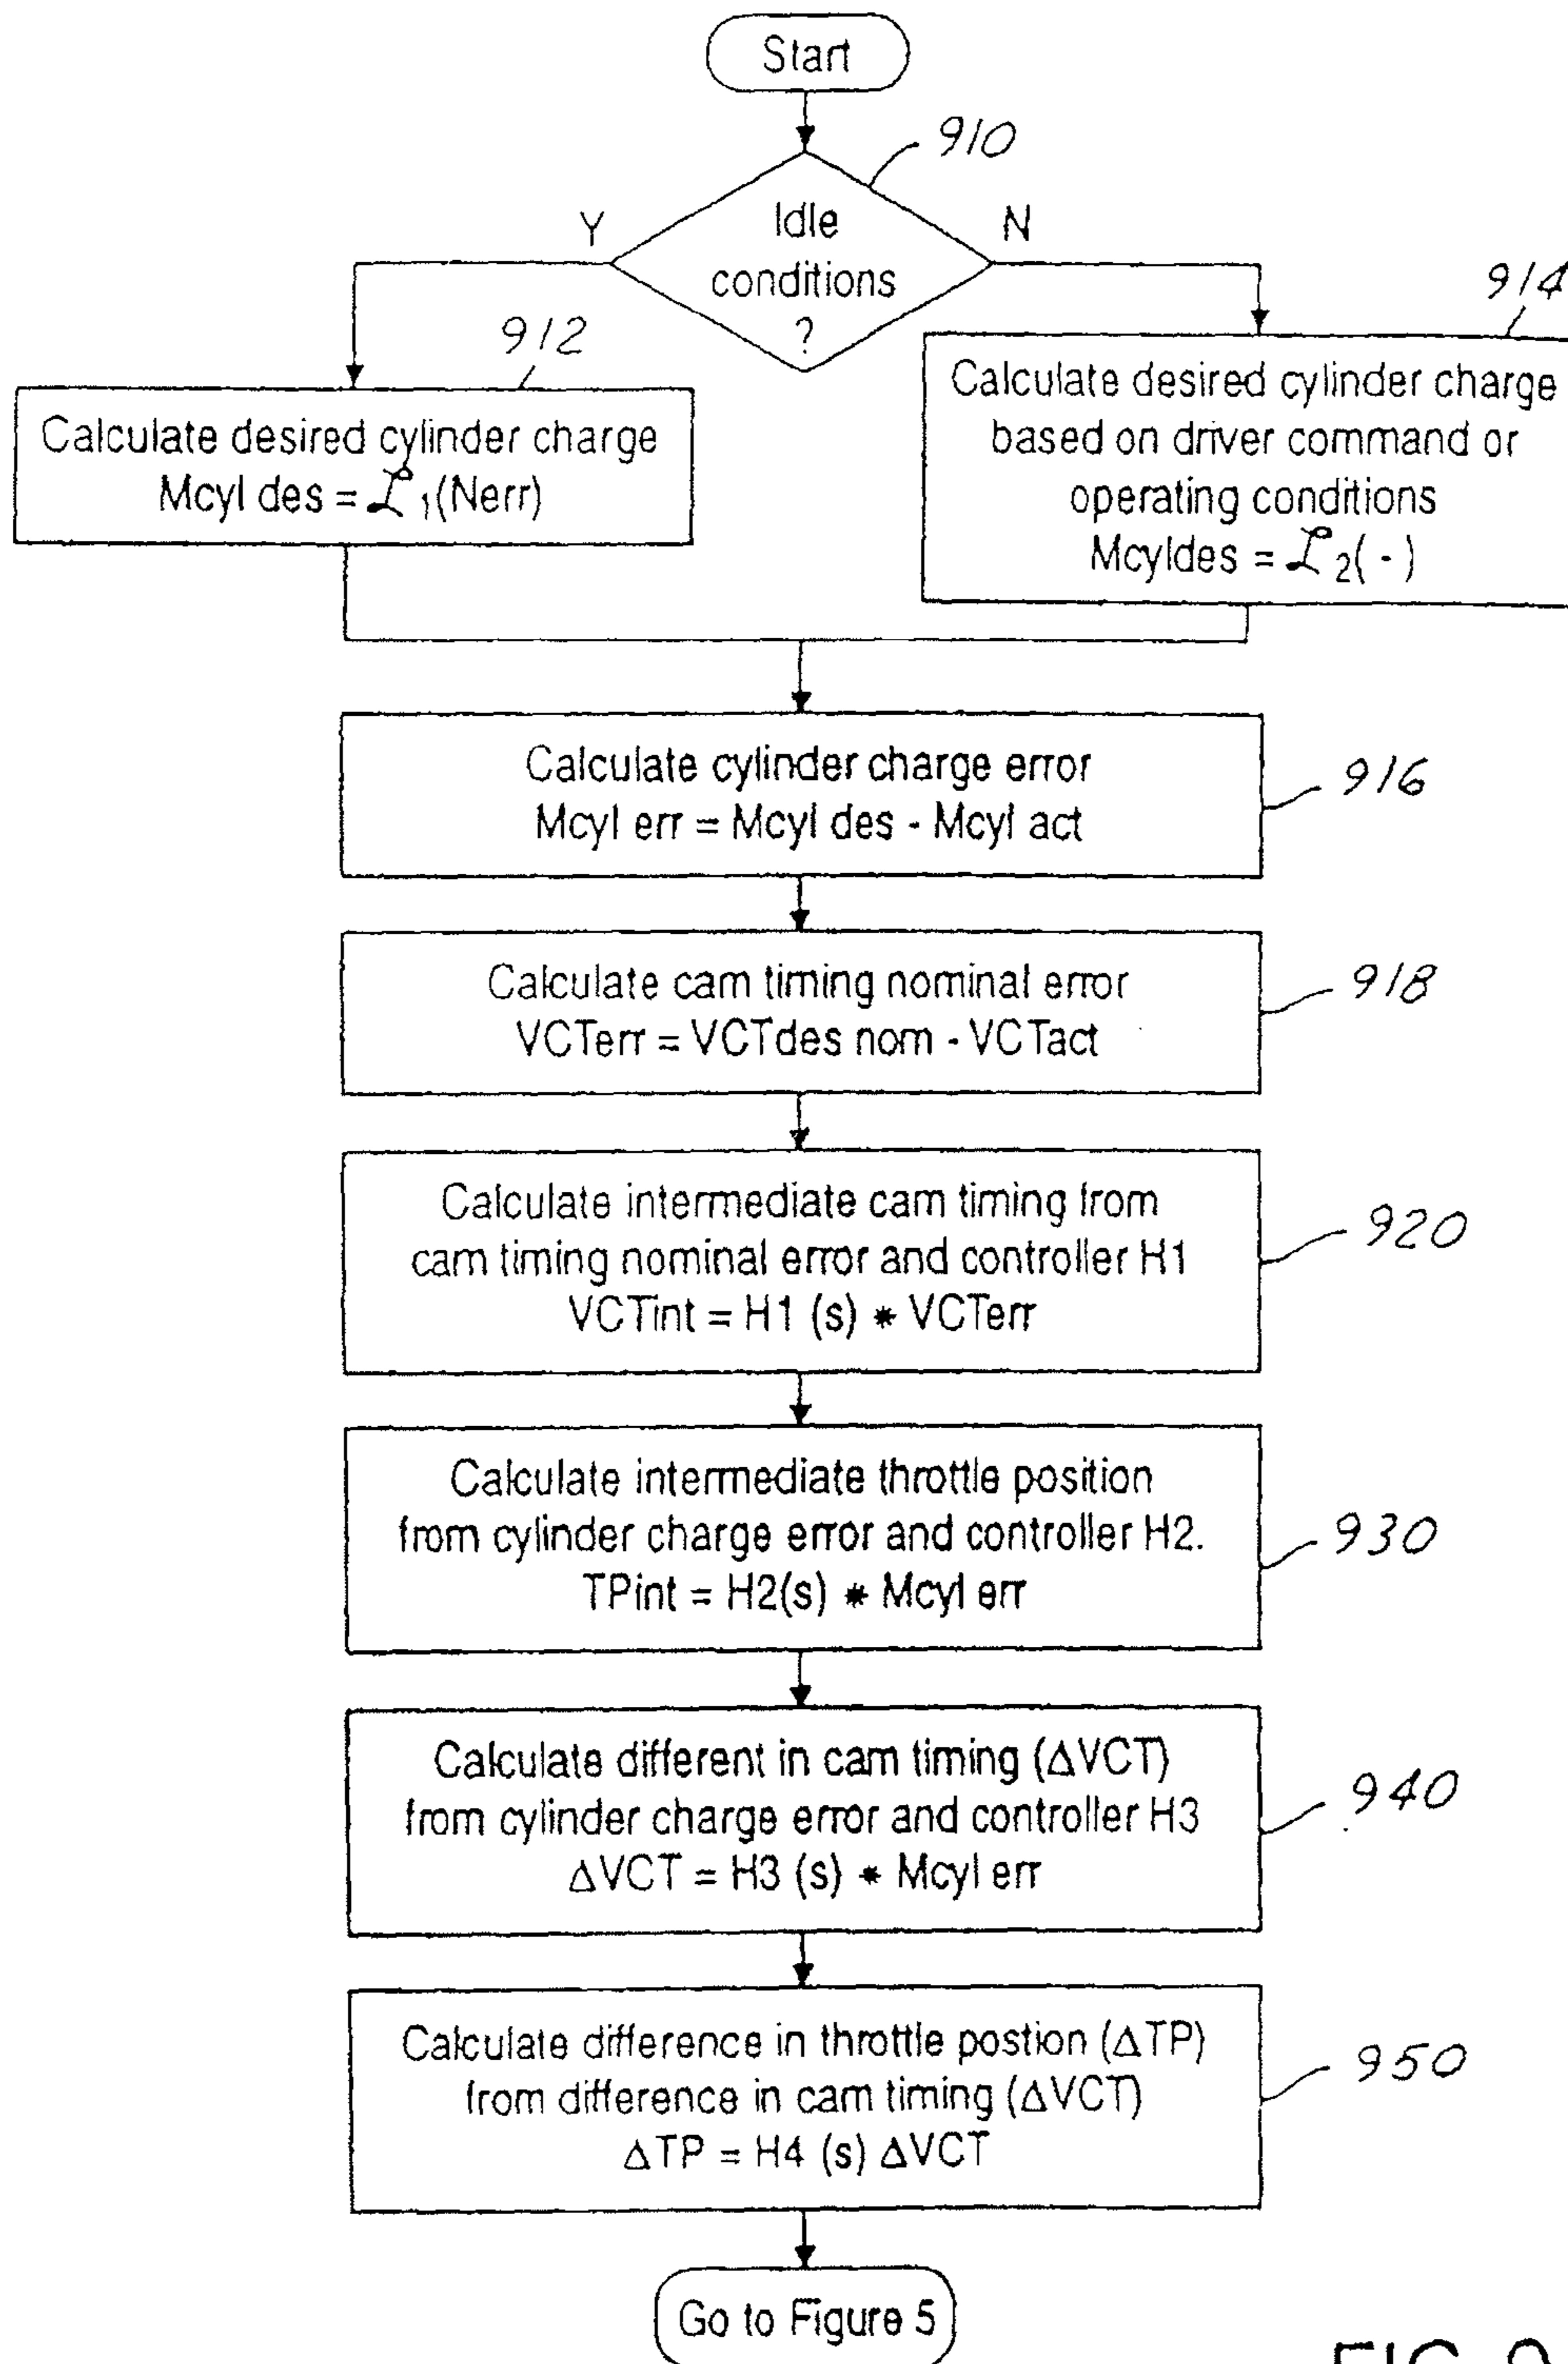 Start
910
Idle
conditions
?
Y
N
912
914
Calculate desired cylinder charge
Mcyl des = ℒ1(Nerr)
Calculate desired cylinder charge
based on driver command or
operating conditions
Mcyldes = ℒ2( - )
Calculate cylinder charge error
Mcyl err = Mcyl des - Mcyl act
916
Calculate cam timing nominal error
VCTerr = VCTdes nom - VCTact
918
Calculate intermediate cam timing from
cam timing nominal error and controller H1
VCTint = H1 (s) * VCTerr
920
Calculate intermediate throttle position
from cylinder charge error and controller H2.
TPint = H2(s) * Mcyl err
930
Calculate different in cam timing (ΔVCT)
from cylinder charge error and controller H3
ΔVCT = H3 (s) * Mcyl err
940
Calculate difference in throttle postion (ΔTP)
from difference in cam timing (ΔVCT)
ΔTP = H4 (s) ΔVCT
950
Go to Figure 5